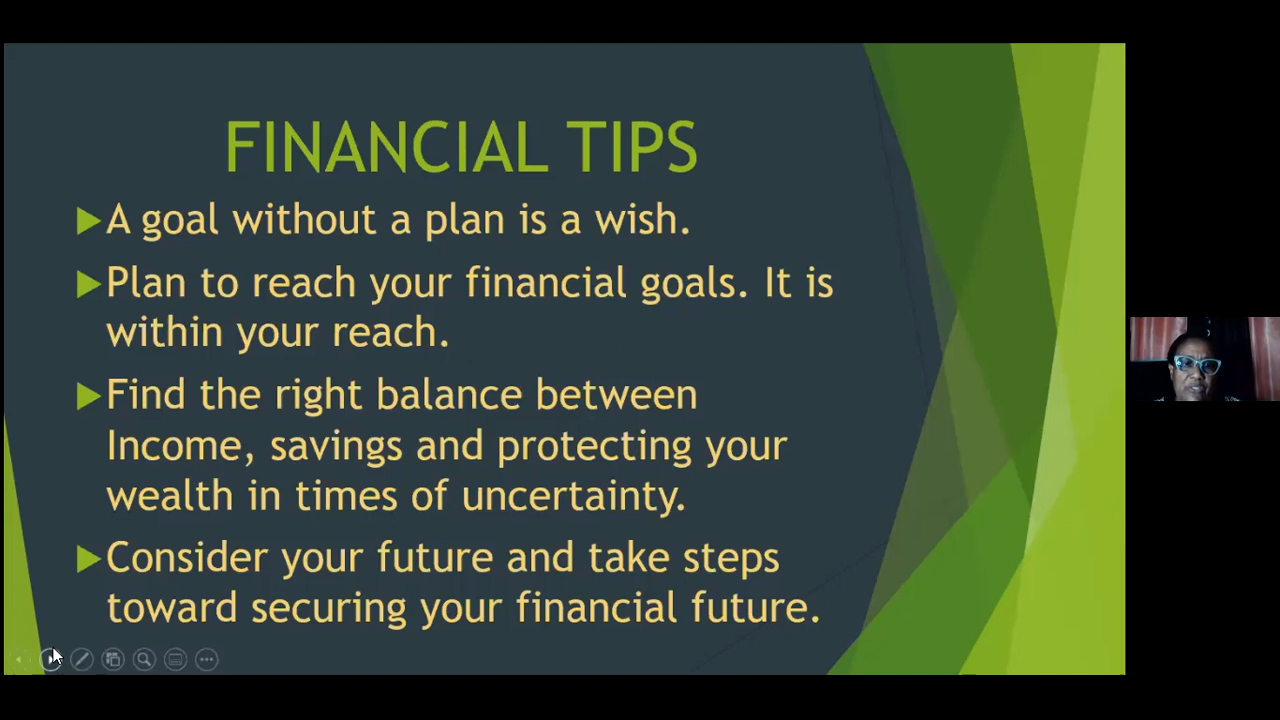 FINANCIAL TIPS
A goal without a plan is a wish.
Plan to reach your financial goals. It is
within your reach.
Find the right balance between
Income, savings and protecting your
wealth in times of uncertainty.
Consider your future and take steps
toward securing your financial future.